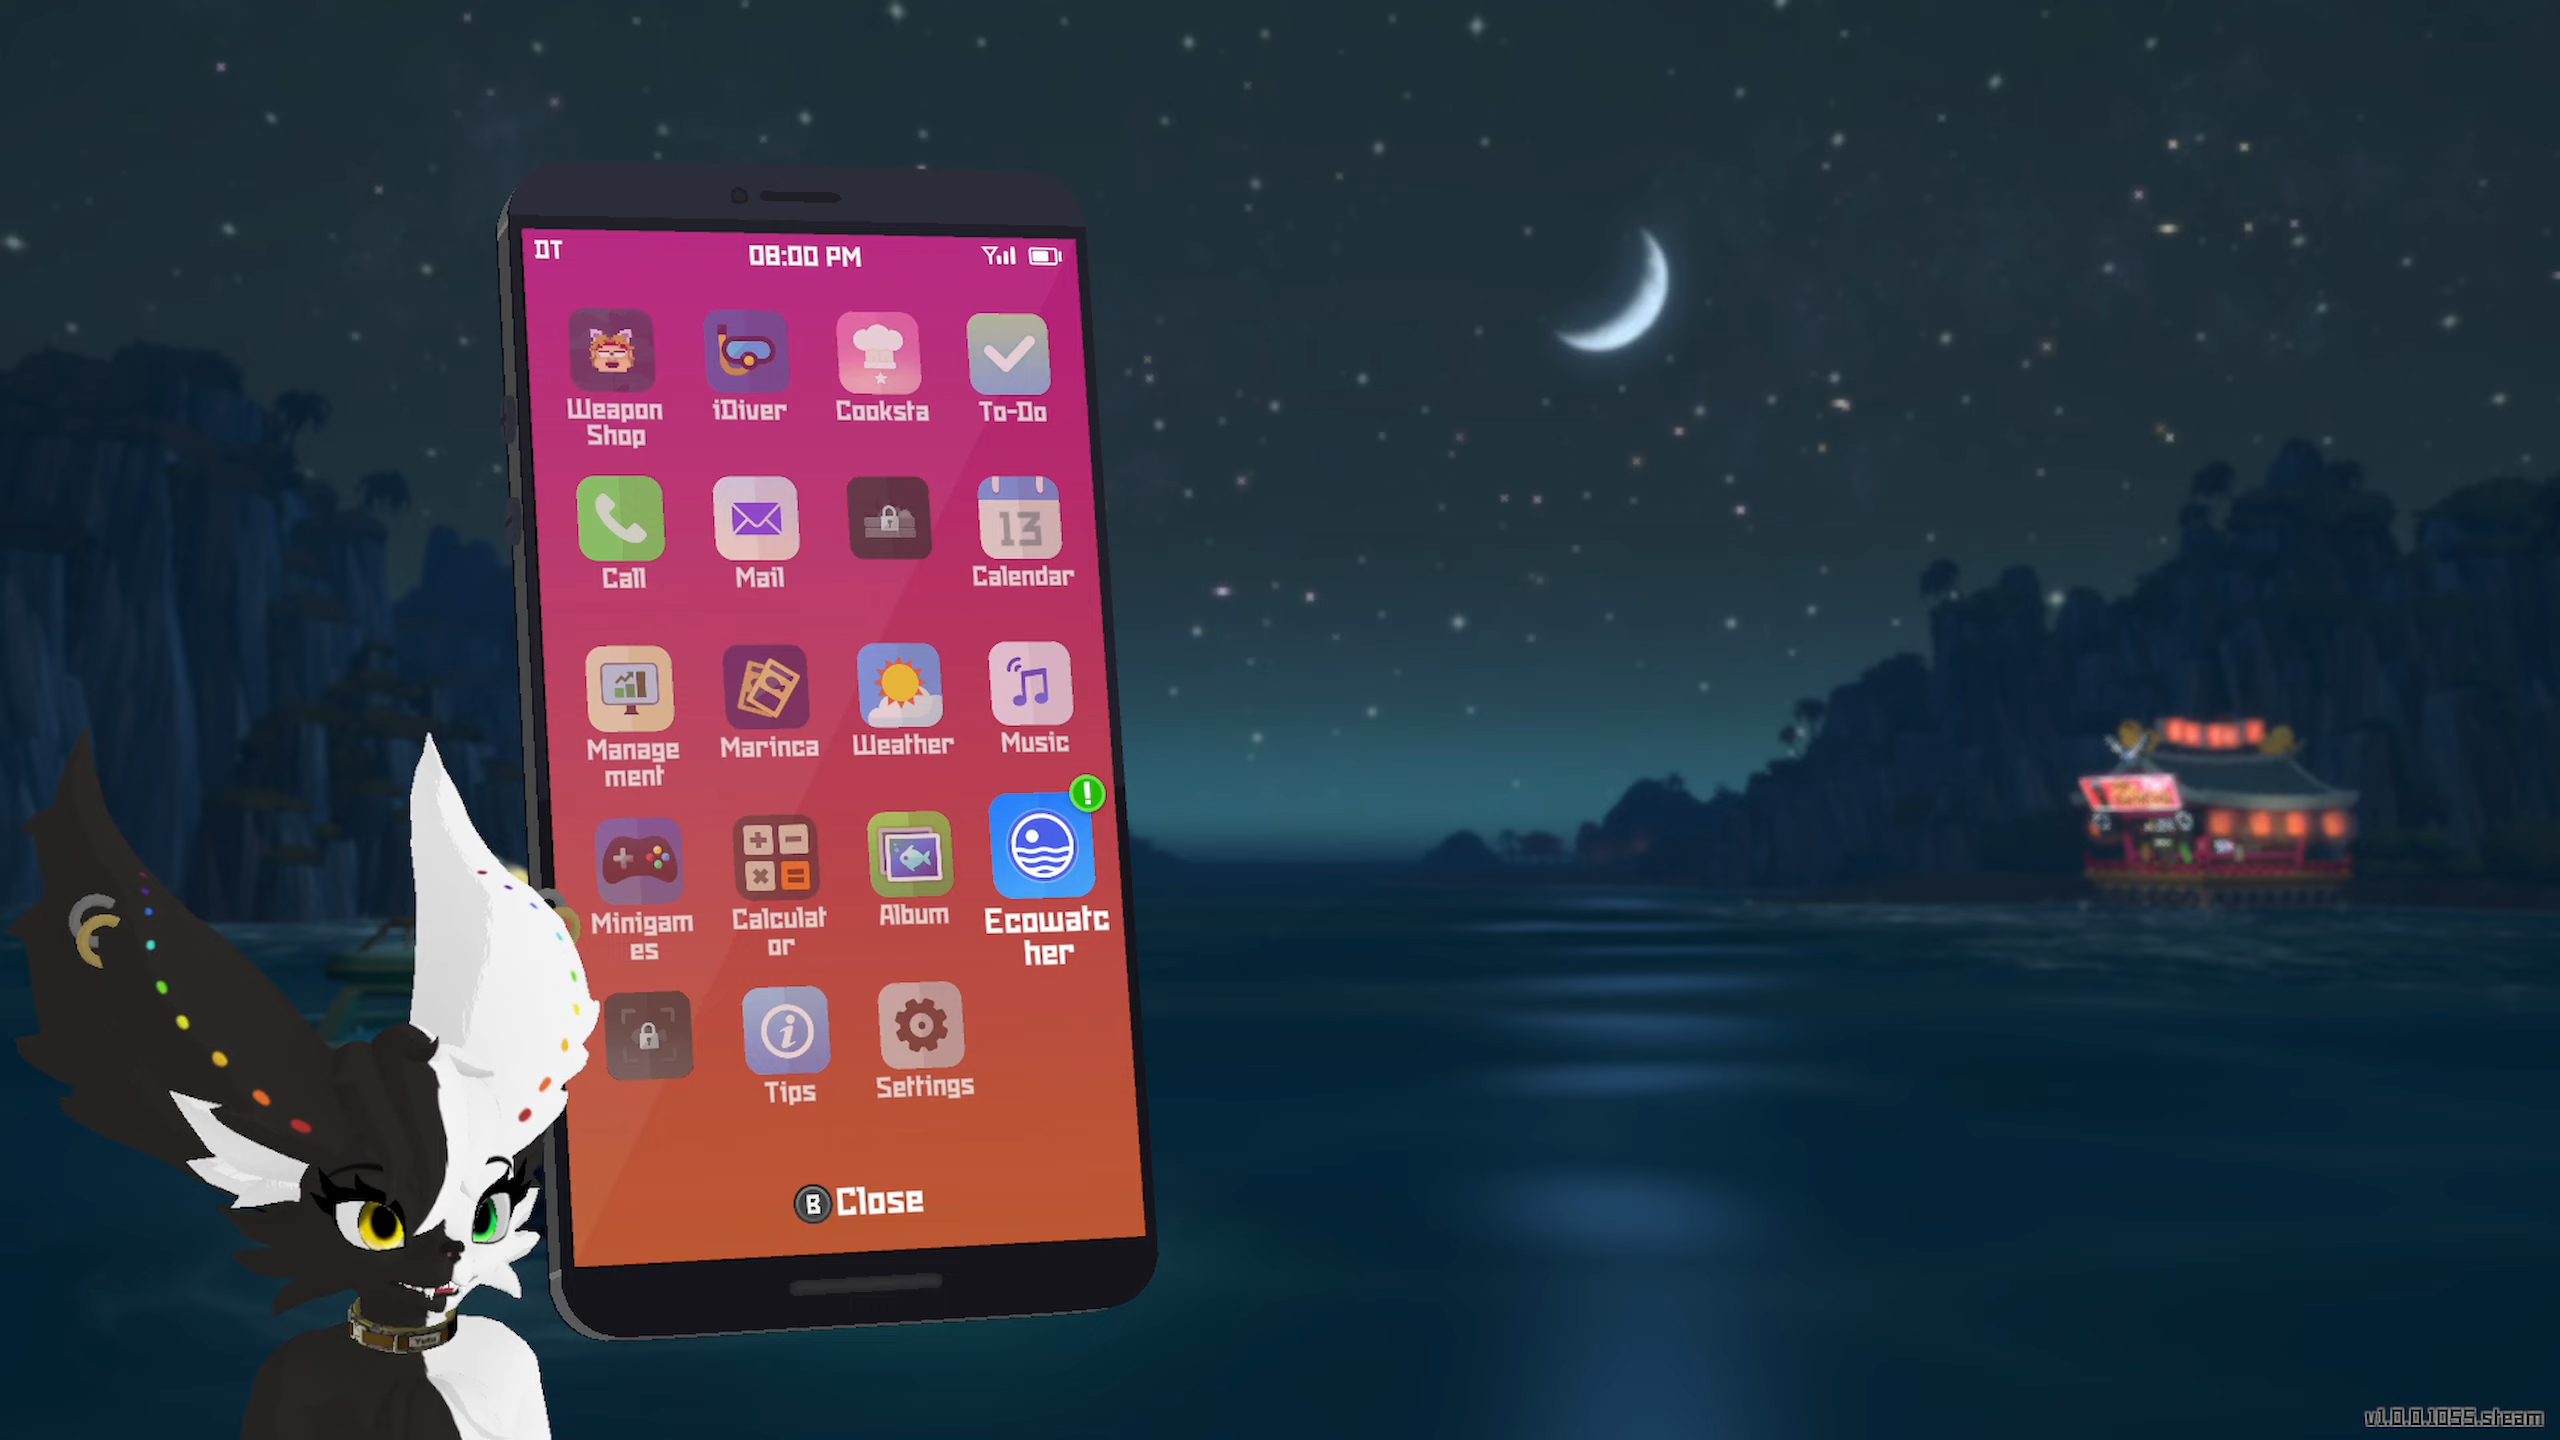 DT
08:00 PM
Weapon
Shop
iDiver
Cooksta
To-Do
Call
Mail
13
Calendar
Manage
ment
Marinca
Weather
Music
!
Minigam
es
Calculat
or
Album
Ecowatc
her
Tips
Settings
B Close
v1.0.0.1055.steam